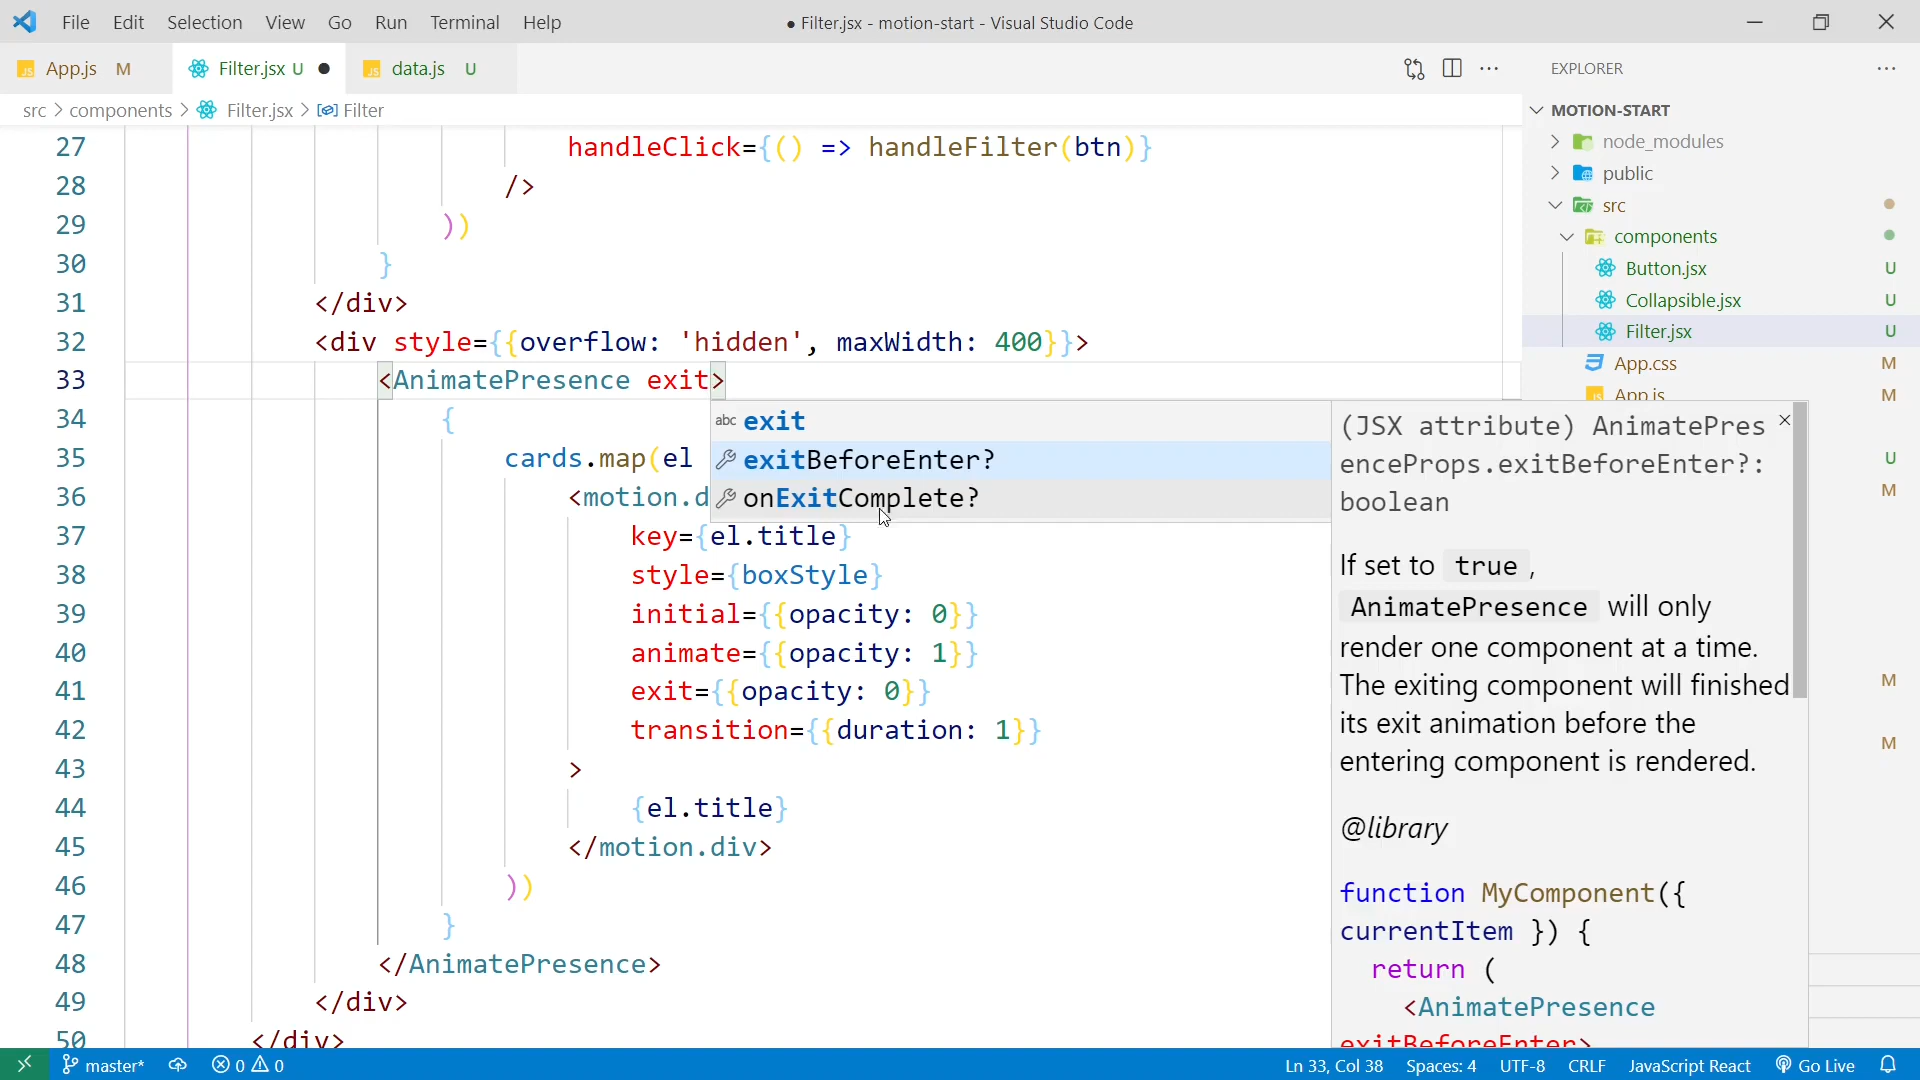 File Edit Selection View Go Run Terminal Help
● Filter.jsx - motion-start - Visual Studio Code
JS App.js M
Filter.jsx U ●
JS data.js U
EXPLORER
src > components > Filter.jsx > Filter
MOTION-START
node_modules
public
src
components
Button.jsx U
Collapsible.jsx U
Filter.jsx U
App.css M
App.js M
U
M
M
M
27 handleClick={() => handleFilter(btn)}
28 />
29 ))
30 }
31 </div>
32 <div style={{overflow: 'hidden', maxWidth: 400}}>
33 <AnimatePresence exit>
34 {
35 cards.map(el
36 <motion.d
37 key={el.title}
38 style={boxStyle}
39 initial={{opacity: 0}}
40 animate={{opacity: 1}}
41 exit={{opacity: 0}}
42 transition={{duration: 1}}
43 >
44 {el.title}
45 </motion.div>
46 ))
47 }
48 </AnimatePresence>
49 </div>
50 </div>
abc exit
exitBeforeEnter?
onExitComplete?
(JSX attribute) AnimatePres
enceProps.exitBeforeEnter?:
boolean
If set to true ,
AnimatePresence will only
render one component at a time.
The exiting component will finished
its exit animation before the
entering component is rendered.
@library
function MyComponent({
currentItem }) {
return (
<AnimatePresence
exitBeforeEnter>
master* 0 0 Ln 33, Col 38 Spaces: 4 UTF-8 CRLF JavaScript React Go Live